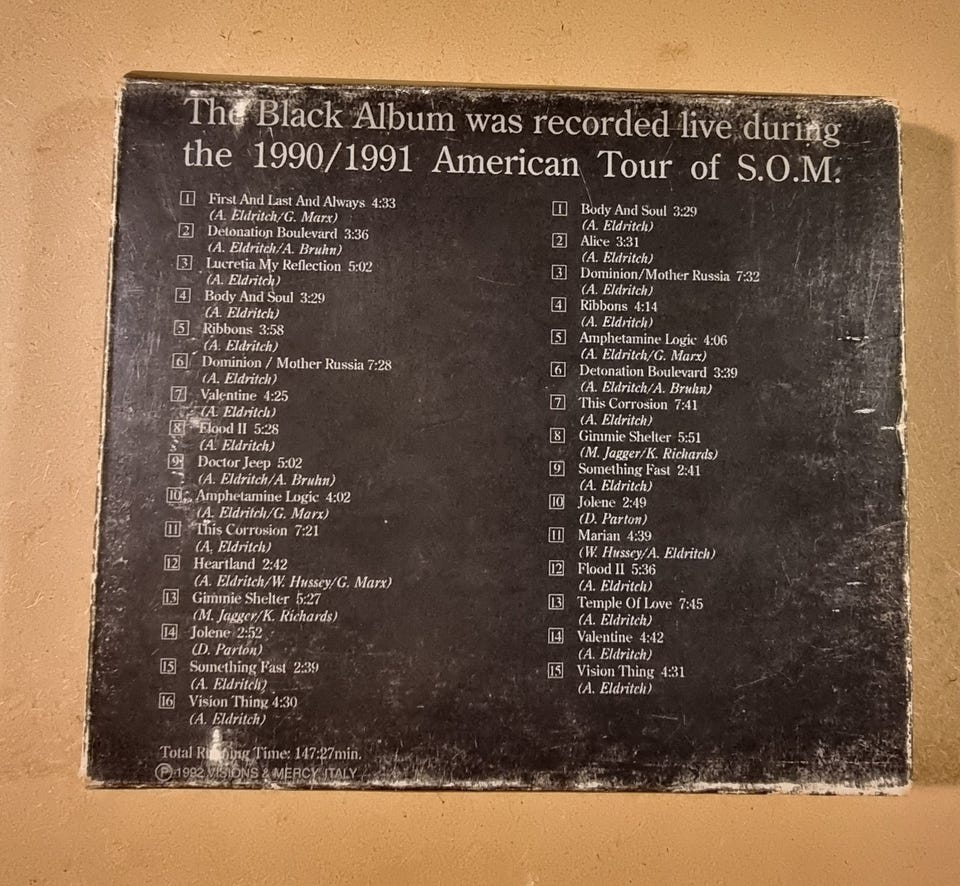 The Black Album was recorded live during
the 1990/1991 American Tour of S.O.M.
1 First And Last And Always 4:33
(A. Eldritch/G. Marx)
2 Detonation Boulevard 3:36
(A. Eldritch/A. Bruhn)
3 Lucretia My Reflection 5:02
(A. Eldritch)
4 Body And Soul 3:29
(A. Eldritch)
5 Ribbons 3:58
(A. Eldritch)
6 Dominion / Mother Russia 7:28
(A. Eldritch)
7 Valentine 4:25
(A. Eldritch)
8 Flood II 5:28
(A. Eldritch)
9 Doctor Jeep 5:02
(A. Eldritch/A. Bruhn)
10 Amphetamine Logic 4:02
(A. Eldritch/G. Marx)
11 This Corrosion 7:21
(A. Eldritch)
12 Heartland 2:42
(A. Eldritch/W. Hussey/G. Marx)
13 Gimmie Shelter 5:27
(M. Jagger/K. Richards)
14 Jolene 2:52
(D. Parton)
15 Something Fast 2:39
(A. Eldritch)
16 Vision Thing 4:30
(A. Eldritch)
1 Body And Soul 3:29
(A. Eldritch)
2 Alice 3:31
(A. Eldritch)
3 Dominion/Mother Russia 7:32
(A. Eldritch)
4 Ribbons 4:14
(A. Eldritch)
5 Amphetamine Logic 4:06
(A. Eldritch/G. Marx)
6 Detonation Boulevard 3:39
(A. Eldritch/A. Bruhn)
7 This Corrosion 7:41
(A. Eldritch)
8 Gimmie Shelter 5:51
(M. Jagger/K. Richards)
9 Something Fast 2:41
(A. Eldritch)
10 Jolene 2:49
(D. Parton)
11 Marian 4:39
(W. Hussey/A. Eldritch)
12 Flood II 5:36
(A. Eldritch)
13 Temple Of Love 7:45
(A. Eldritch)
14 Valentine 4:42
(A. Eldritch)
15 Vision Thing 4:31
(A. Eldritch)
Total Running Time: 147:27min.
℗ 1992 VISIONS & MERCY, ITALY